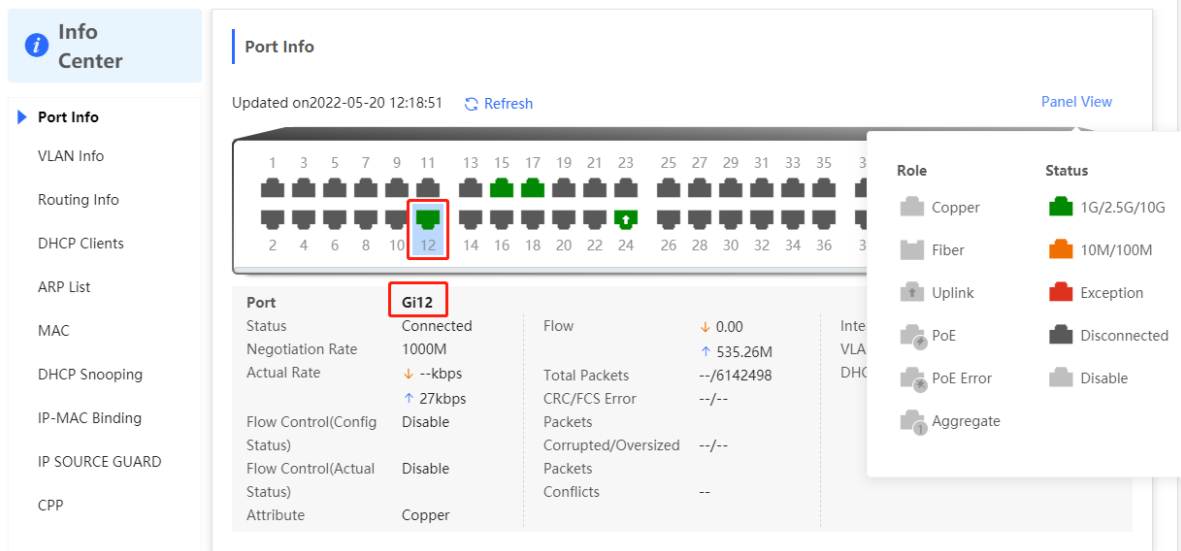 Info
Center
Port Info
VLAN Info
Routing Info
DHCP Clients
ARP List
MAC
DHCP Snooping
IP-MAC Binding
IP SOURCE GUARD
CPP
Port Info
Updated on2022-05-20 12:18:51 Refresh Panel View
1 3 5 7 9 11 13 15 17 19 21 23 25 27 29 31 33 35 3
2 4 6 8 10 12 14 16 18 20 22 24 26 28 30 32 34 36 3
Role Status
Copper 1G/2.5G/10G
Fiber 10M/100M
Uplink Exception
PoE Disconnected
PoE Error Disable
Aggregate
1
Port Gi12
Status Connected
Negotiation Rate 1000M
Actual Rate ↓ --kbps
↑ 27kbps
Flow Control(Config
Status) Disable
Flow Control(Actual
Status) Disable
Attribute Copper
Flow ↓ 0.00
↑ 535.26M
Total Packets --/6142498
CRC/FCS Error
Packets --/--
Corrupted/Oversized
Packets --/--
Conflicts --
Inte
VLA
DHC